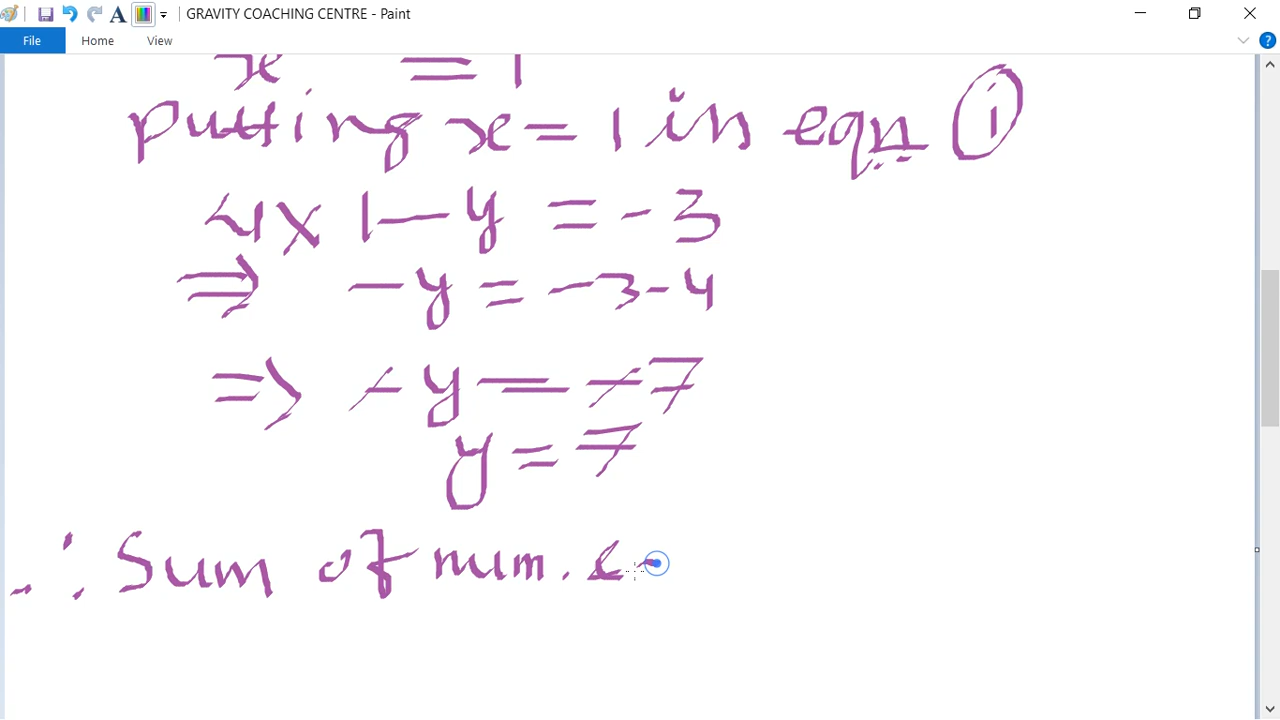 GRAVITY COACHING CENTRE - Paint
File Home View
x = 1
putting x = 1 in eqn ①
4 x 1 - y = - 3
⇒ - y = - 3 - 4
⇒ - y = - 7
y = 7
∴ Sum of num. &